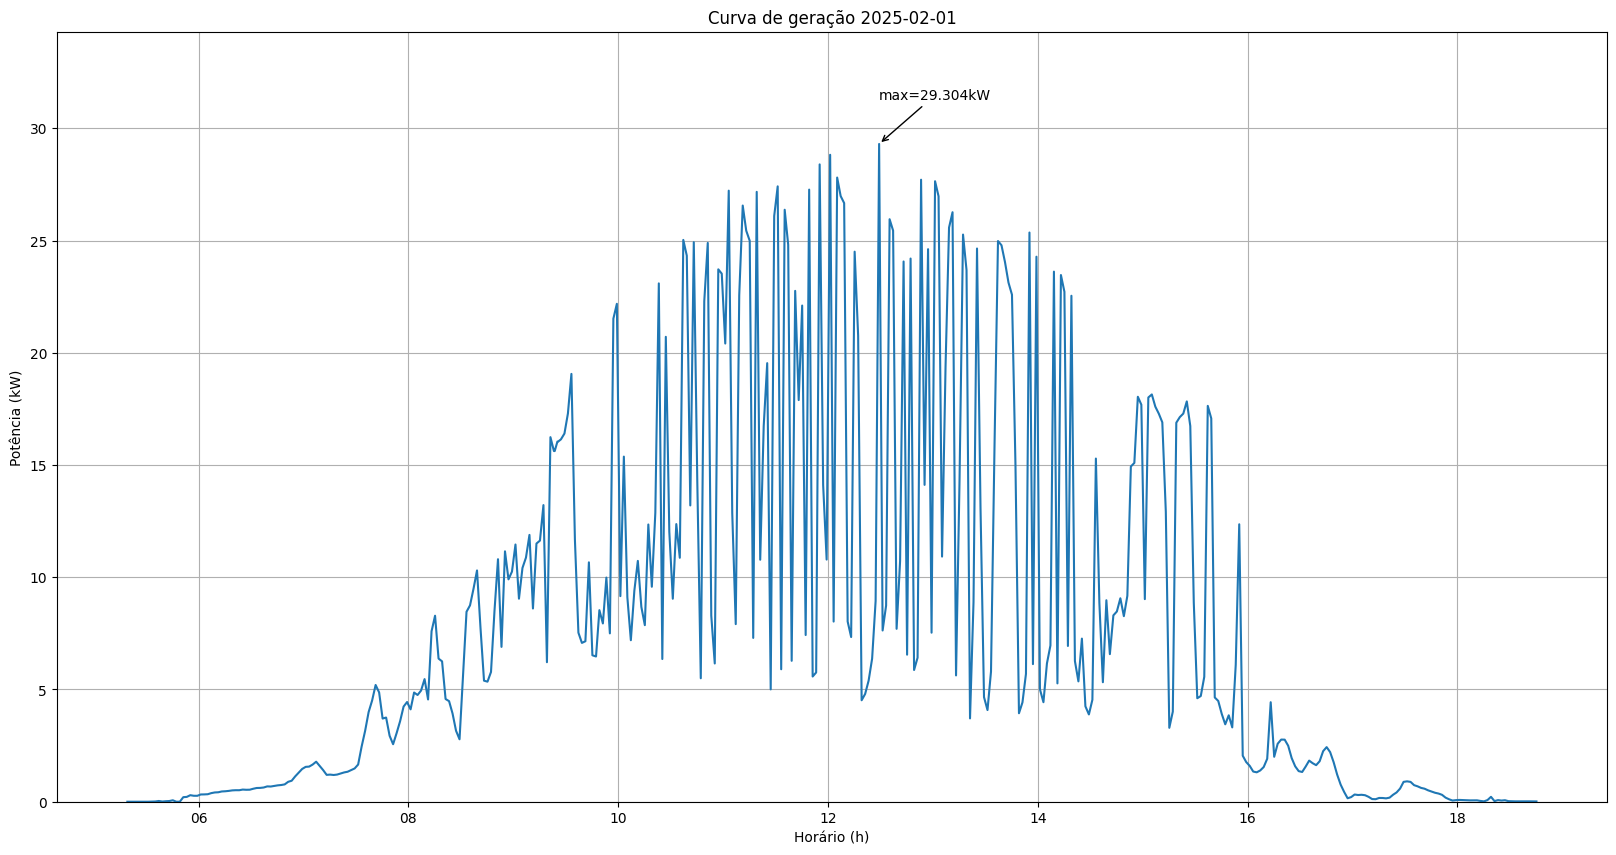 Curva de geração 2025-02-01
max=29.304kW
30
25
20
15
10
5
0
Potência (kW)
06 08 10 12 14 16 18
Horário (h)